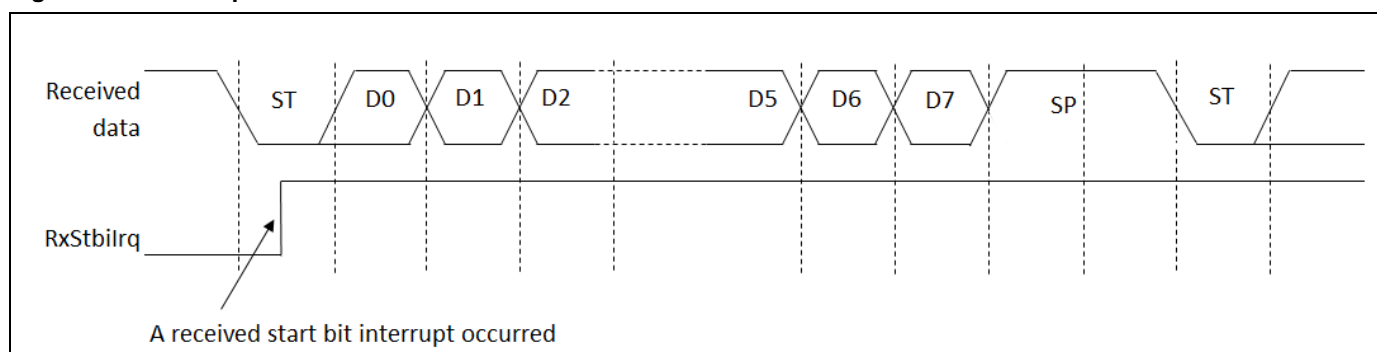 Received data
ST D0 D1 D2 D5 D6 D7 SP ST
RxStbiIrq
A received start bit interrupt occurred